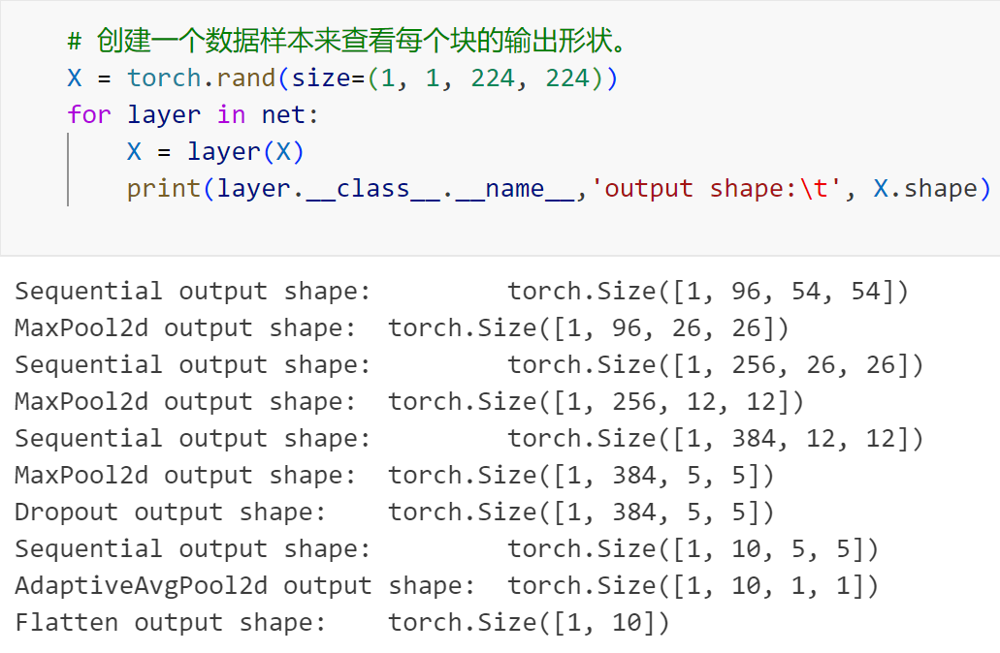 # 创建一个数据样本来查看每个块的输出形状。
X = torch.rand(size=(1, 1, 224, 224))
for layer in net:
    X = layer(X)
    print(layer.__class__.__name__,'output shape:\t', X.shape)
Sequential output shape:         torch.Size([1, 96, 54, 54])
MaxPool2d output shape:  torch.Size([1, 96, 26, 26])
Sequential output shape:         torch.Size([1, 256, 26, 26])
MaxPool2d output shape:  torch.Size([1, 256, 12, 12])
Sequential output shape:         torch.Size([1, 384, 12, 12])
MaxPool2d output shape:  torch.Size([1, 384, 5, 5])
Dropout output shape:    torch.Size([1, 384, 5, 5])
Sequential output shape:         torch.Size([1, 10, 5, 5])
AdaptiveAvgPool2d output shape:  torch.Size([1, 10, 1, 1])
Flatten output shape:    torch.Size([1, 10])